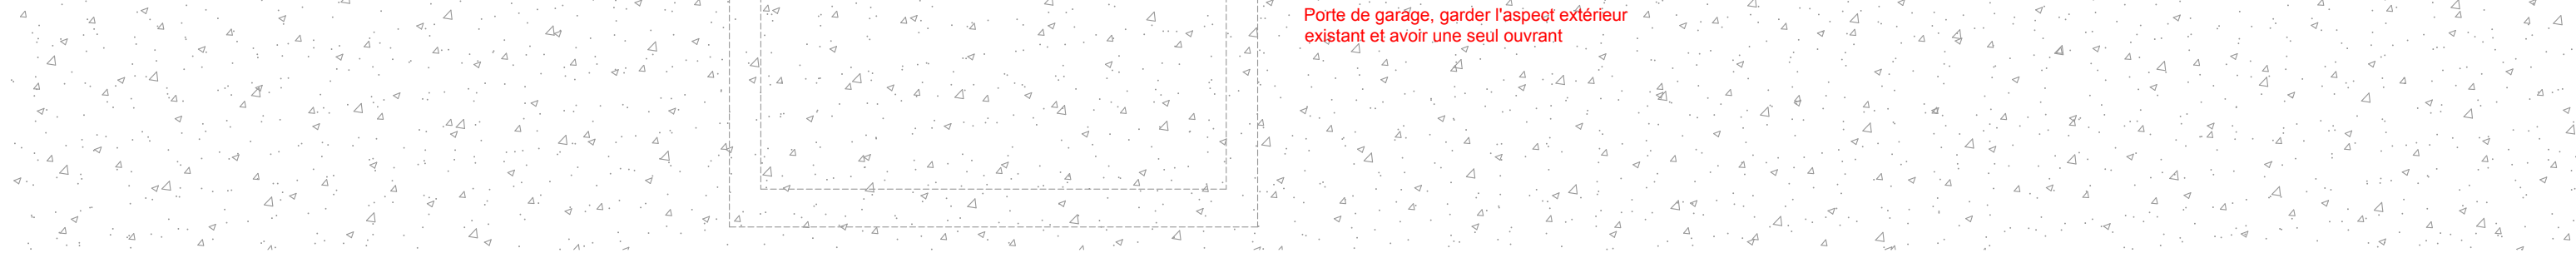 Porte de garage, garder l'aspect extérieur
existant et avoir une seul ouvrant